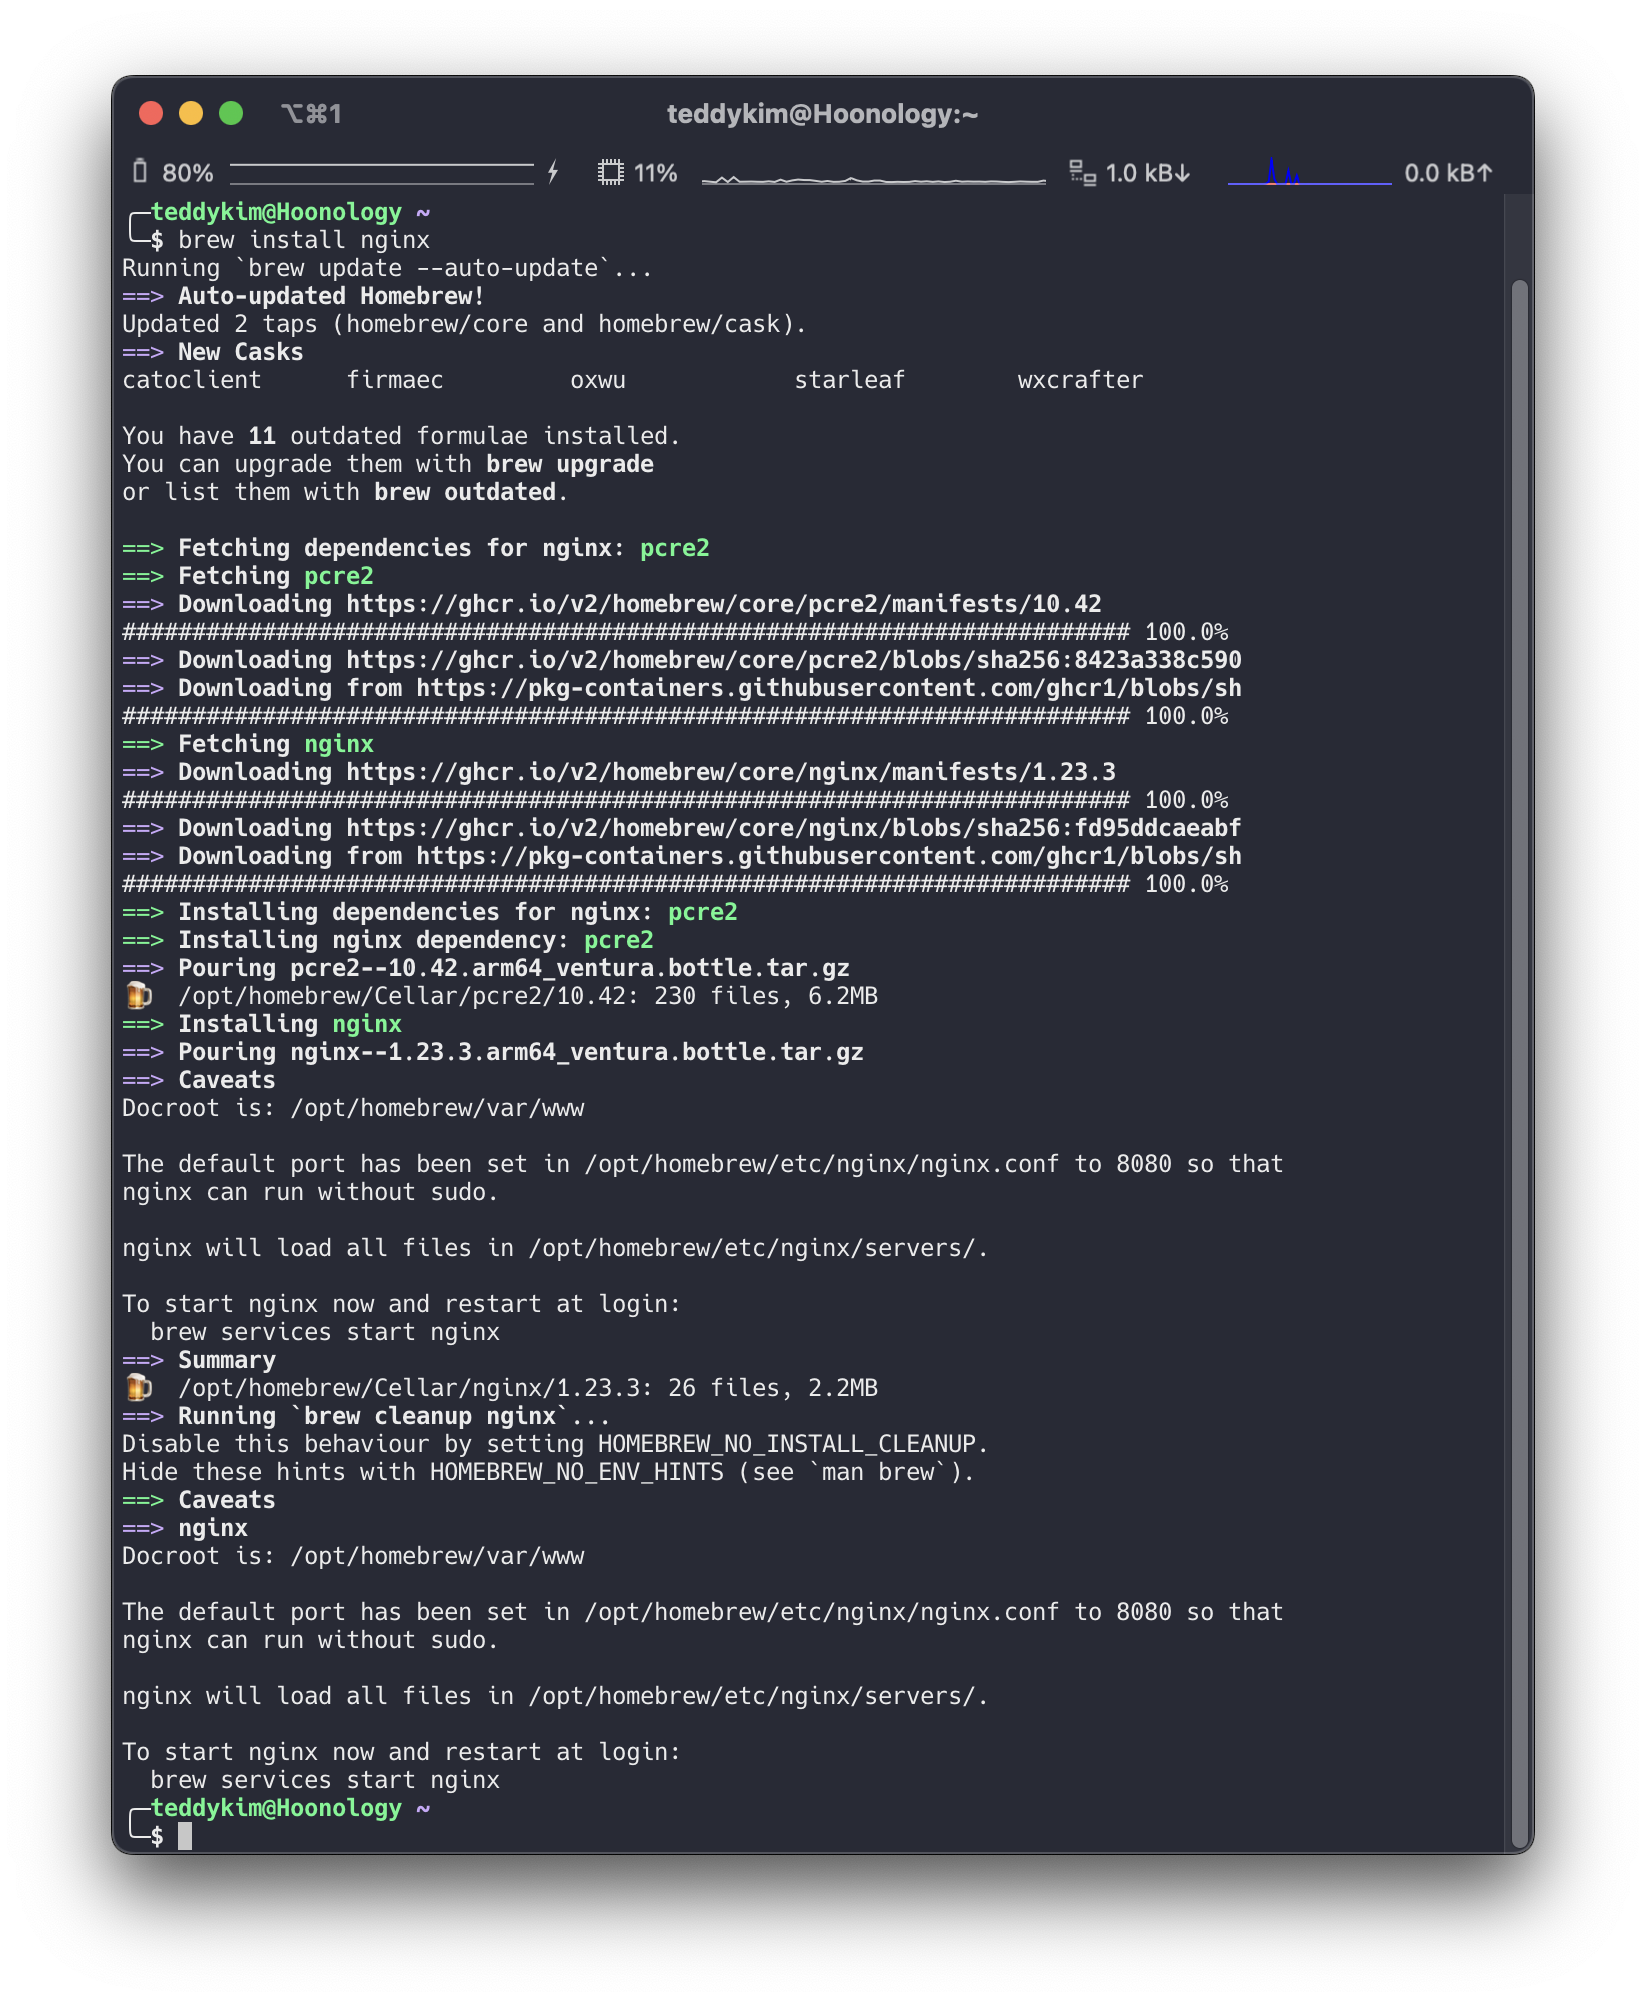 ⌥⌘1 teddykim@Hoonology:~
80% 11% 1.0 kB↓ 0.0 kB↑
teddykim@Hoonology ~
$ brew install nginx
Running `brew update --auto-update`...
==> Auto-updated Homebrew!
Updated 2 taps (homebrew/core and homebrew/cask).
==> New Casks
catoclient firmaec oxwu starleaf wxcrafter
You have 11 outdated formulae installed.
You can upgrade them with brew upgrade
or list them with brew outdated.
==> Fetching dependencies for nginx: pcre2
==> Fetching pcre2
==> Downloading https://ghcr.io/v2/homebrew/core/pcre2/manifests/10.42
######################################################################## 100.0%
==> Downloading https://ghcr.io/v2/homebrew/core/pcre2/blobs/sha256:8423a338c590
==> Downloading from https://pkg-containers.githubusercontent.com/ghcr1/blobs/sh
######################################################################## 100.0%
==> Fetching nginx
==> Downloading https://ghcr.io/v2/homebrew/core/nginx/manifests/1.23.3
######################################################################## 100.0%
==> Downloading https://ghcr.io/v2/homebrew/core/nginx/blobs/sha256:fd95ddcaeabf
==> Downloading from https://pkg-containers.githubusercontent.com/ghcr1/blobs/sh
######################################################################## 100.0%
==> Installing dependencies for nginx: pcre2
==> Installing nginx dependency: pcre2
==> Pouring pcre2--10.42.arm64_ventura.bottle.tar.gz
🍺 /opt/homebrew/Cellar/pcre2/10.42: 230 files, 6.2MB
==> Installing nginx
==> Pouring nginx--1.23.3.arm64_ventura.bottle.tar.gz
==> Caveats
Docroot is: /opt/homebrew/var/www
The default port has been set in /opt/homebrew/etc/nginx/nginx.conf to 8080 so that
nginx can run without sudo.
nginx will load all files in /opt/homebrew/etc/nginx/servers/.
To start nginx now and restart at login:
brew services start nginx
==> Summary
🍺 /opt/homebrew/Cellar/nginx/1.23.3: 26 files, 2.2MB
==> Running `brew cleanup nginx`...
Disable this behaviour by setting HOMEBREW_NO_INSTALL_CLEANUP.
Hide these hints with HOMEBREW_NO_ENV_HINTS (see `man brew`).
==> Caveats
==> nginx
Docroot is: /opt/homebrew/var/www
The default port has been set in /opt/homebrew/etc/nginx/nginx.conf to 8080 so that
nginx can run without sudo.
nginx will load all files in /opt/homebrew/etc/nginx/servers/.
To start nginx now and restart at login:
brew services start nginx
teddykim@Hoonology ~
$